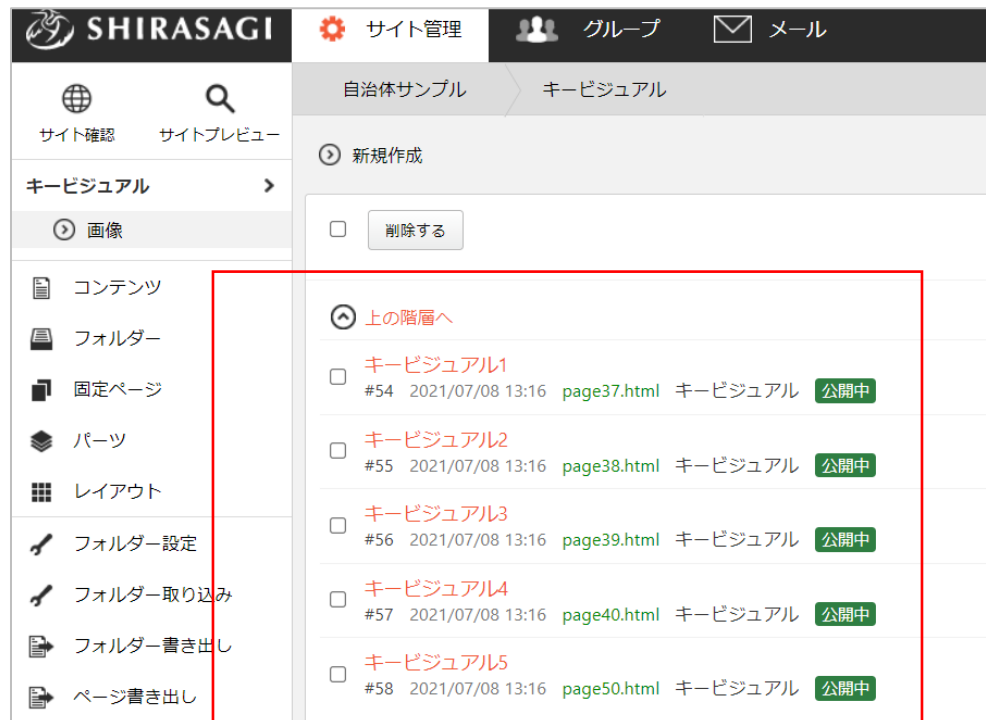 SHIRASAGI
サイト管理
グループ
メール
サイト確認
サイトプレビュー
自治体サンプル
キービジュアル
新規作成
キービジュアル
画像
コンテンツ
フォルダー
固定ページ
パーツ
レイアウト
フォルダー設定
フォルダー取り込み
フォルダー書き出し
ページ書き出し
削除する
上の階層へ
キービジュアル1
#54 2021/07/08 13:16 page37.html キービジュアル 公開中
キービジュアル2
#55 2021/07/08 13:16 page38.html キービジュアル 公開中
キービジュアル3
#56 2021/07/08 13:16 page39.html キービジュアル 公開中
キービジュアル4
#57 2021/07/08 13:16 page40.html キービジュアル 公開中
キービジュアル5
#58 2021/07/08 13:16 page50.html キービジュアル 公開中